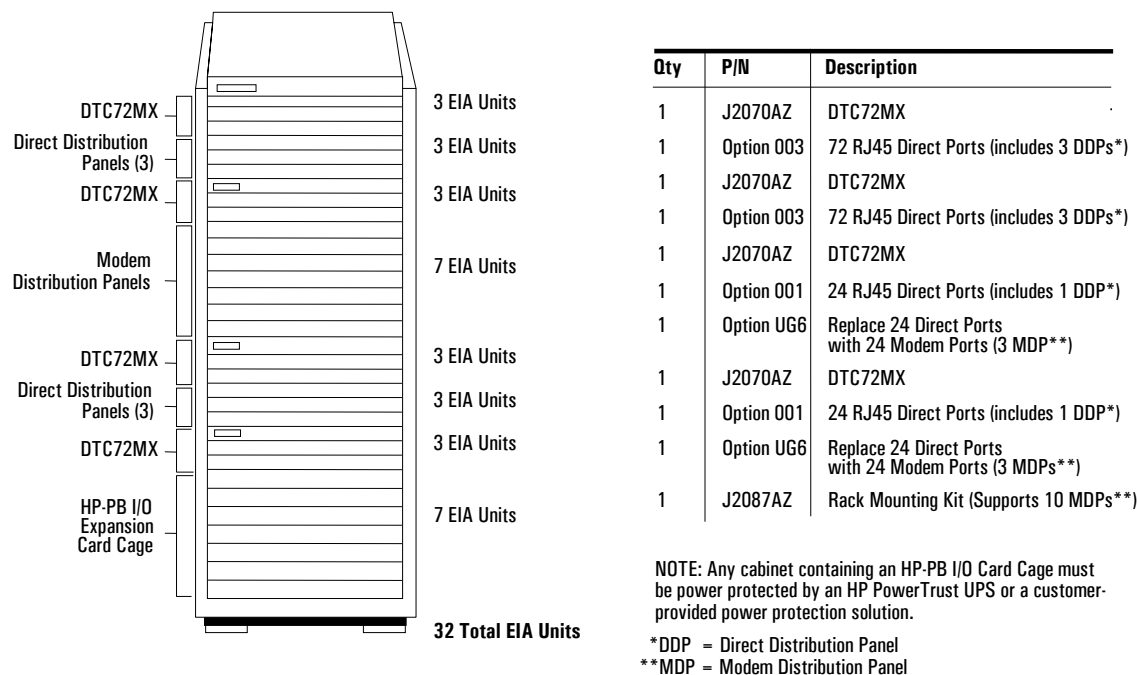 DTC72MX
3 EIA Units
Direct Distribution
Panels (3)
3 EIA Units
DTC72MX
3 EIA Units
Modem
Distribution Panels
7 EIA Units
DTC72MX
3 EIA Units
Direct Distribution
Panels (3)
3 EIA Units
DTC72MX
3 EIA Units
HP-PB I/O
Expansion
Card Cage
7 EIA Units
32 Total EIA Units
Qty P/N Description
1 J2070AZ DTC72MX
1 Option 003 72 RJ45 Direct Ports (includes 3 DDPs*)
1 J2070AZ DTC72MX
1 Option 003 72 RJ45 Direct Ports (includes 3 DDPs*)
1 J2070AZ DTC72MX
1 Option 001 24 RJ45 Direct Ports (includes 1 DDP*)
1 Option UG6 Replace 24 Direct Ports
with 24 Modem Ports (3 MDP**)
1 J2070AZ DTC72MX
1 Option 001 24 RJ45 Direct Ports (includes 1 DDP*)
1 Option UG6 Replace 24 Direct Ports
with 24 Modem Ports (3 MDPs**)
1 J2087AZ Rack Mounting Kit (Supports 10 MDPs**)
NOTE: Any cabinet containing an HP-PB I/O Card Cage must
be power protected by an HP PowerTrust UPS or a customer-
provided power protection solution.
*DDP = Direct Distribution Panel
**MDP = Modem Distribution Panel